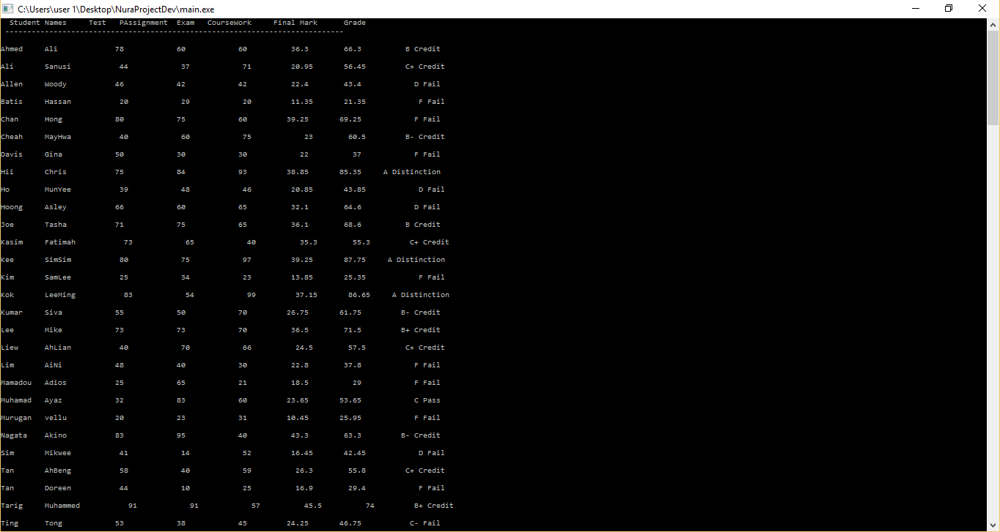 C:\Users\user 1\Desktop\NuraProjectDev\main.exe
Student Names Test PAssignment Exam CourseWork Final Mark Grade
-----------------------------------------------------------------------------
Ahmed Ali 78 60 60 36.3 66.3 B Credit
Ali Sanusi 44 37 71 20.95 56.45 C+ Credit
Allen Woody 46 42 42 22.4 43.4 D Fail
Batis Hassan 20 29 20 11.35 21.35 F Fail
Chan Hong 80 75 60 39.25 69.25 F Fail
Cheah MayHwa 40 60 75 23 60.5 B- Credit
Davis Gina 50 30 30 22 37 F Fail
Hii Chris 75 84 93 38.85 85.35 A Distinction
Ho MunYee 39 48 46 20.85 43.85 D Fail
Hoong Asley 66 60 65 32.1 64.6 D Fail
Joe Tasha 71 75 65 36.1 68.6 B Credit
Kasim Fatimah 73 65 40 35.3 55.3 C+ Credit
Kee SimSim 80 75 97 39.25 87.75 A Distinction
Kim SamLee 25 34 23 13.85 25.35 F Fail
Kok LeeMing 83 54 99 37.15 86.65 A Distinction
Kumar Siva 55 50 70 26.75 61.75 B- Credit
Lee Mike 73 73 70 36.5 71.5 B+ Credit
Liew AhLian 40 70 66 24.5 57.5 C+ Credit
Lim AiNi 48 40 30 22.8 37.8 F Fail
Mamadou Adios 25 65 21 18.5 29 F Fail
Muhamad Ayaz 32 83 60 23.65 53.65 C Pass
Murugan vellu 20 23 31 10.45 25.95 F Fail
Nagata Akino 83 95 40 43.3 63.3 B- Credit
Sim Mikwee 41 14 52 16.45 42.45 D Fail
Tan AhBeng 58 40 59 26.3 55.8 C+ Credit
Tan Doreen 44 10 25 16.9 29.4 F Fail
Tarig Muhammed 91 91 57 45.5 74 B+ Credit
Ting Tong 53 38 45 24.25 46.75 C- Fail